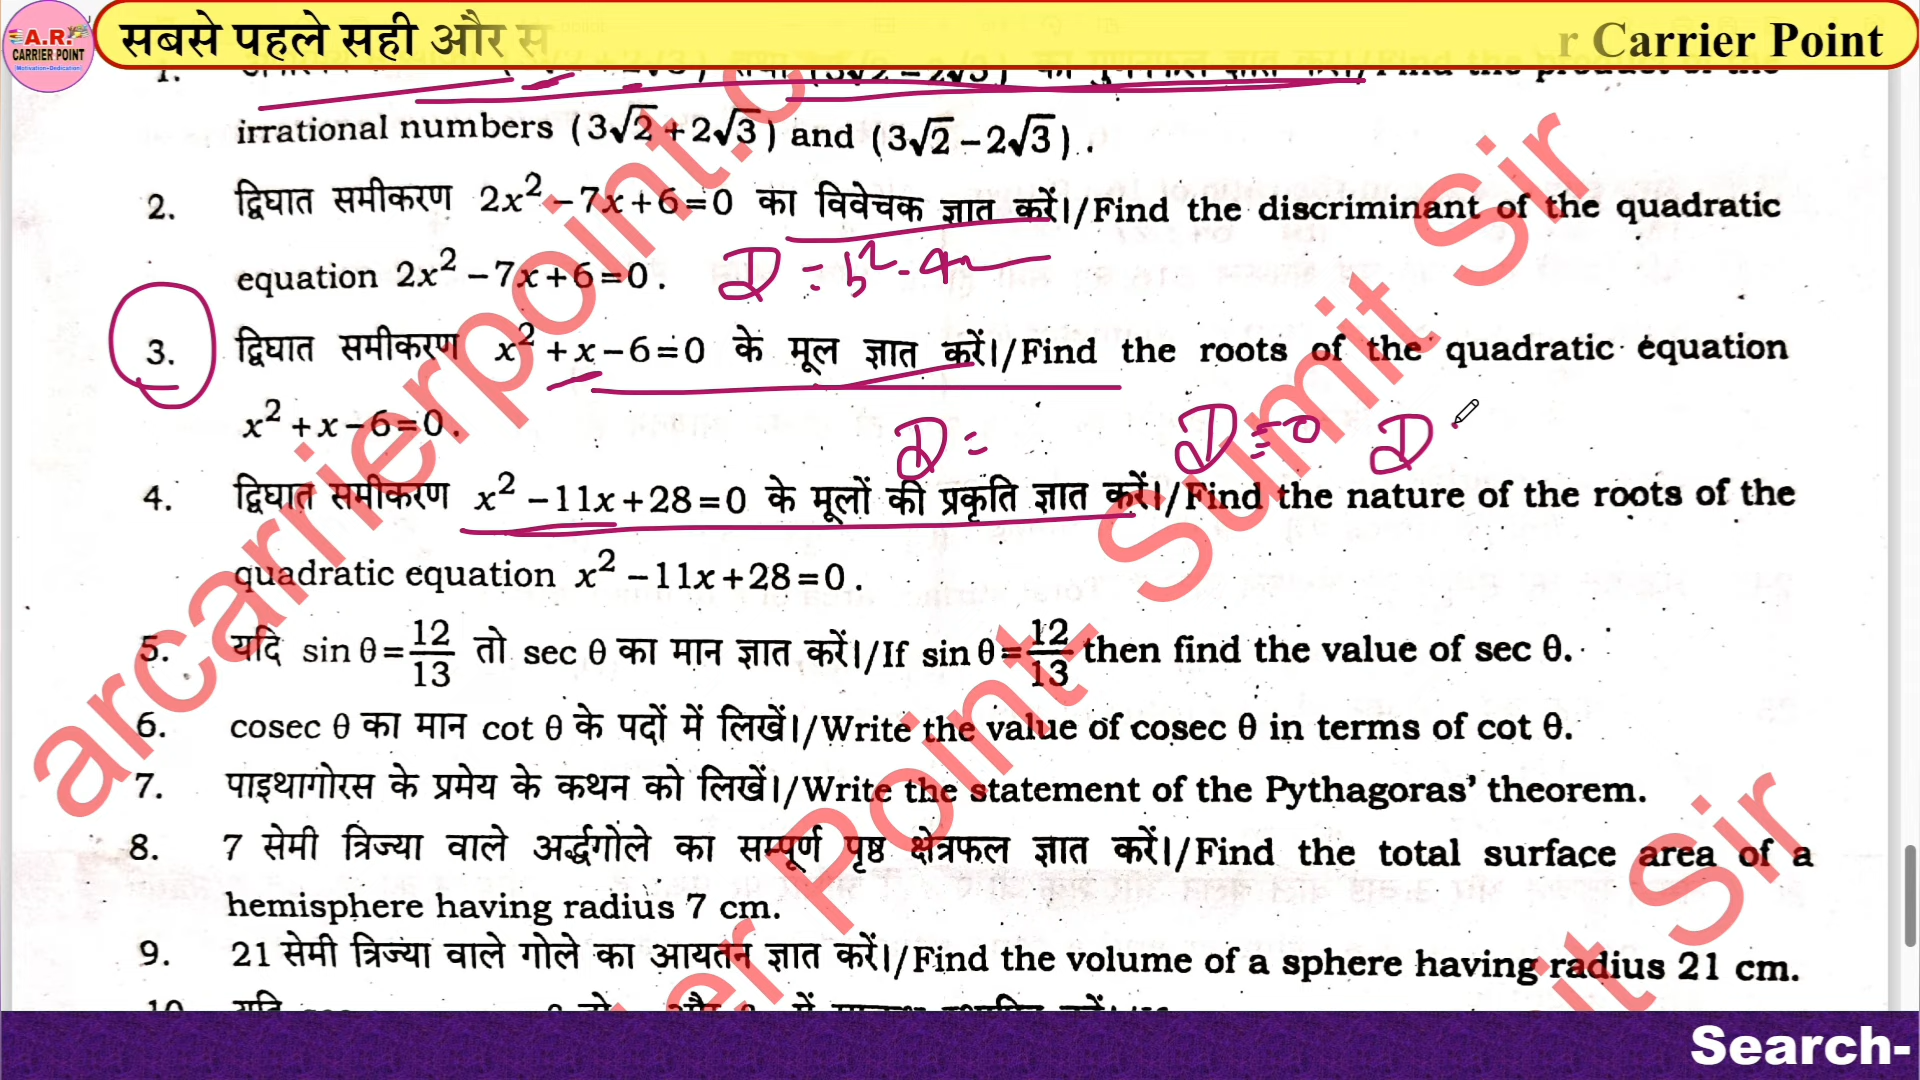 सबसे पहले सही और स
r Carrier Point
A.R.
CARRIER POINT
(Motivation-Dedication)
irrational numbers (3√2+2√3) and (3√2−2√3).
2. द्विघात समीकरण 2x²−7x+6=0 का विवेचक ज्ञात करें।/Find the discriminant of the quadratic
equation 2x²−7x+6=0.
D = b²-4
3. द्विघात समीकरण x²+x−6=0 के मूल ज्ञात करें।/Find the roots of the quadratic equation
x²+x−6=0.
D = D = 0 D
4. द्विघात समीकरण x²−11x+28=0 के मूलों की प्रकृति ज्ञात करें।/Find the nature of the roots of the
quadratic equation x²−11x+28=0.
5. यदि sin θ=12/13 तो sec θ का मान ज्ञात करें।/If sin θ=12/13 then find the value of sec θ.
6. cosec θ का मान cot θ के पदों में लिखें।/Write the value of cosec θ in terms of cot θ.
7. पाइथागोरस के प्रमेय के कथन को लिखें।/Write the statement of the Pythagoras’ theorem.
8. 7 सेमी त्रिज्या वाले अर्द्धगोले का सम्पूर्ण पृष्ठ क्षेत्रफल ज्ञात करें।/Find the total surface area of a
hemisphere having radius 7 cm.
9. 21 सेमी त्रिज्या वाले गोले का आयतन ज्ञात करें।/Find the volume of a sphere having radius 21 cm.
arcarrierpoint.c
er Point- Sumit Sir
it Sir
Search-